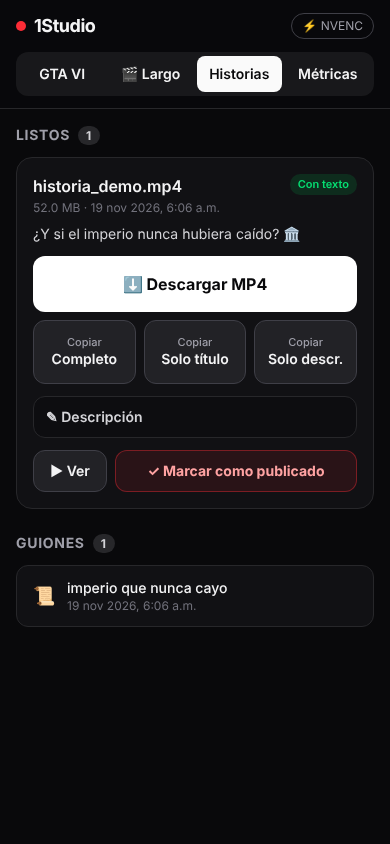 1Studio
⚡ NVENC
GTA VI
🎬 Largo
Historias
Métricas
LISTOS 1
historia_demo.mp4
Con texto
52.0 MB · 19 nov 2026, 6:06 a.m.
¿Y si el imperio nunca hubiera caído? 🏛️
⬇️ Descargar MP4
Copiar
Completo
Copiar
Solo título
Copiar
Solo descr.
✎ Descripción
▶ Ver
✓ Marcar como publicado
GUIONES 1
imperio que nunca cayo
19 nov 2026, 6:06 a.m.